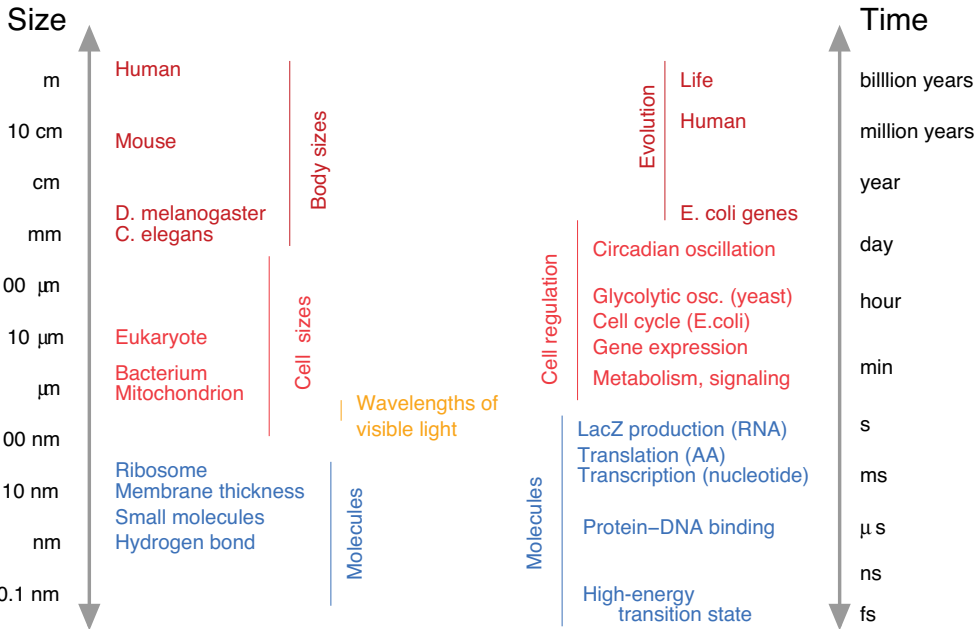 Size
m
10 cm
cm
mm
00 μm
10 μm
μm
00 nm
10 nm
nm
0.1 nm
Human
Mouse
D. melanogaster
C. elegans
Body sizes
Eukaryote
Bacterium
Mitochondrion
Cell sizes
Wavelengths of
visible light
Ribosome
Membrane thickness
Small molecules
Hydrogen bond
Molecules
Evolution
Life
Human
E. coli genes
Cell regulation
Circadian oscillation
Glycolytic osc. (yeast)
Cell cycle (E.coli)
Gene expression
Metabolism, signaling
Molecules
LacZ production (RNA)
Translation (AA)
Transcription (nucleotide)
Protein−DNA binding
High-energy
transition state
Time
billlion years
million years
year
day
hour
min
s
ms
μ s
ns
fs